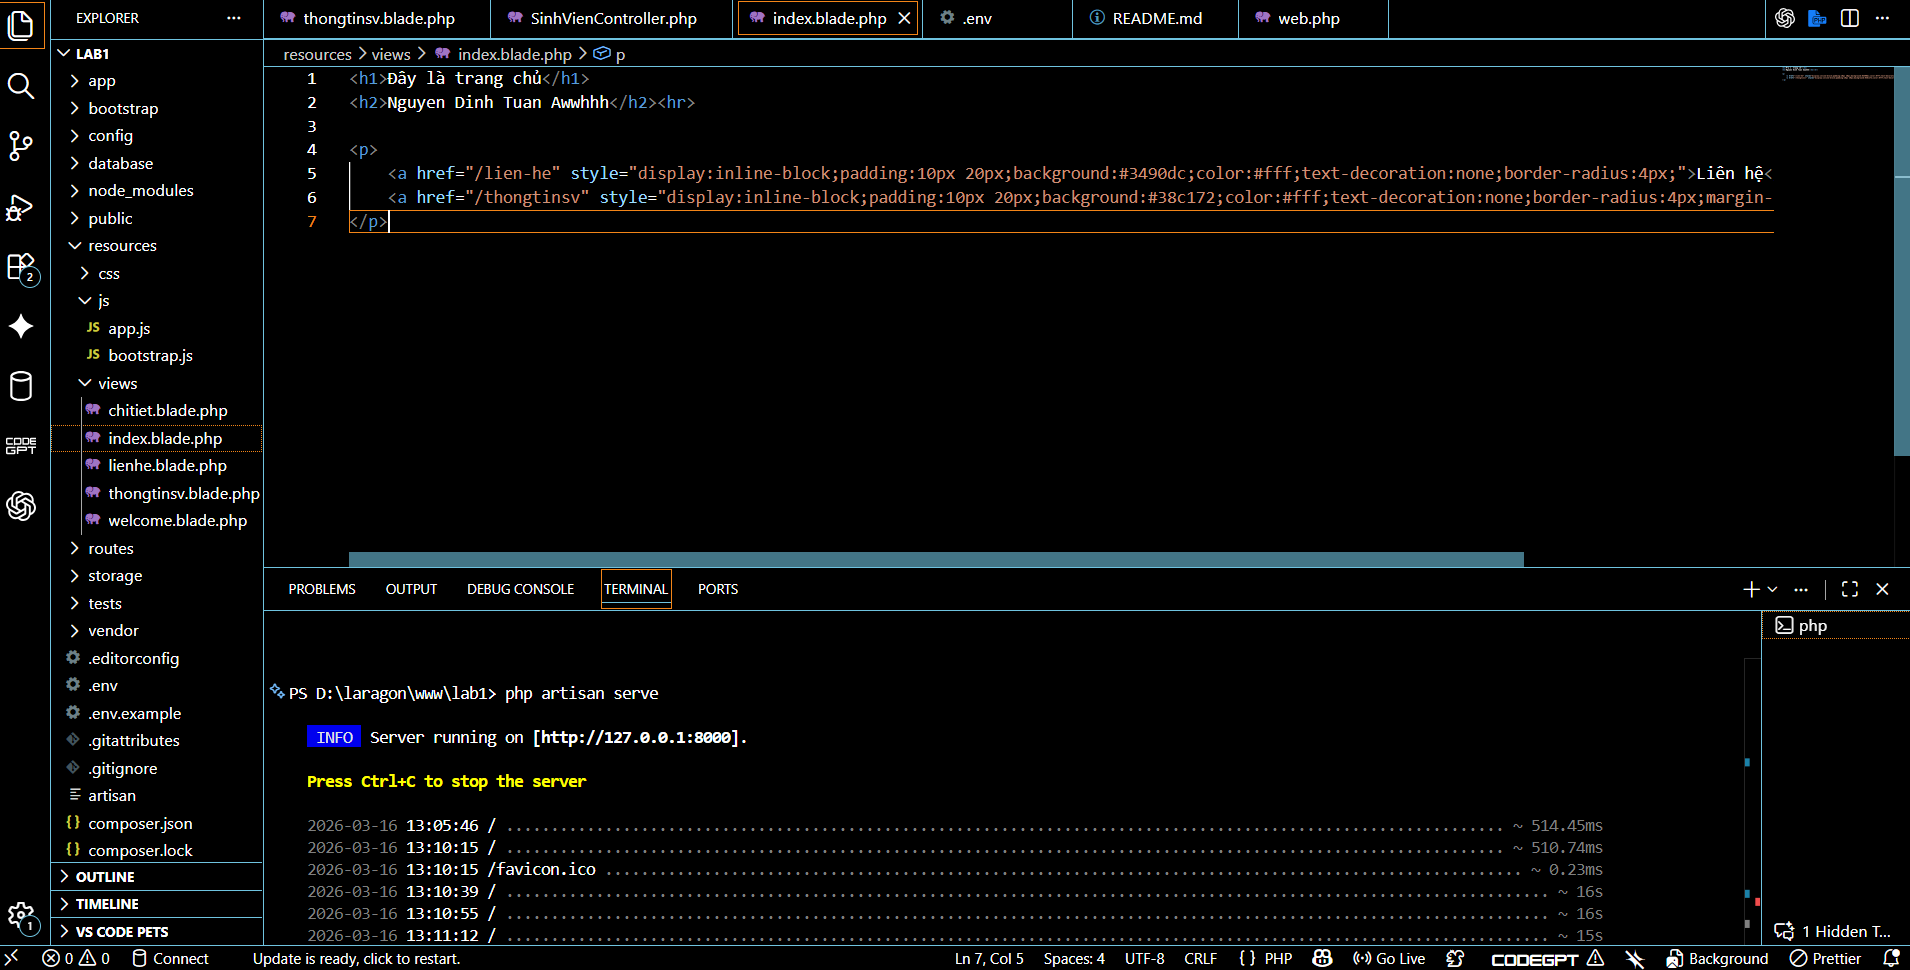 EXPLORER
thongtinsv.blade.php
SinhVienController.php
index.blade.php
.env
README.md
web.php
resources > views > index.blade.php > p
LAB1
app
bootstrap
config
database
node_modules
public
resources
css
js
JS app.js
JS bootstrap.js
views
chitiet.blade.php
index.blade.php
lienhe.blade.php
thongtinsv.blade.php
welcome.blade.php
routes
storage
tests
vendor
.editorconfig
.env
.env.example
.gitattributes
.gitignore
artisan
{} composer.json
{} composer.lock
OUTLINE
TIMELINE
VS CODE PETS
2
CODE
GPT
1
1 <h1>Đây là trang chủ</h1>
2 <h2>Nguyen Dinh Tuan Awwhhh</h2><hr>
3
4 <p>
5 <a href="/lien-he" style="display:inline-block;padding:10px 20px;background:#3490dc;color:#fff;text-decoration:none;border-radius:4px;">Liên hệ<
6 <a href="/thongtinsv" style="display:inline-block;padding:10px 20px;background:#38c172;color:#fff;text-decoration:none;border-radius:4px;margin-
7 </p>
PROBLEMS OUTPUT DEBUG CONSOLE TERMINAL PORTS
php
PS D:\laragon\www\lab1> php artisan serve
INFO Server running on [http://127.0.0.1:8000].
Press Ctrl+C to stop the server
2026-03-16 13:05:46 / ........ ~ 514.45ms
2026-03-16 13:10:15 / ........ ~ 510.74ms
2026-03-16 13:10:15 /favicon.ico ........ ~ 0.23ms
2026-03-16 13:10:39 / ........ ~ 16s
2026-03-16 13:10:55 / ........ ~ 16s
2026-03-16 13:11:12 / ........ ~ 15s
1 Hidden T...
0 0 Connect Update is ready, click to restart. Ln 7, Col 5 Spaces: 4 UTF-8 CRLF {} PHP Go Live CODEGPT Background Prettier